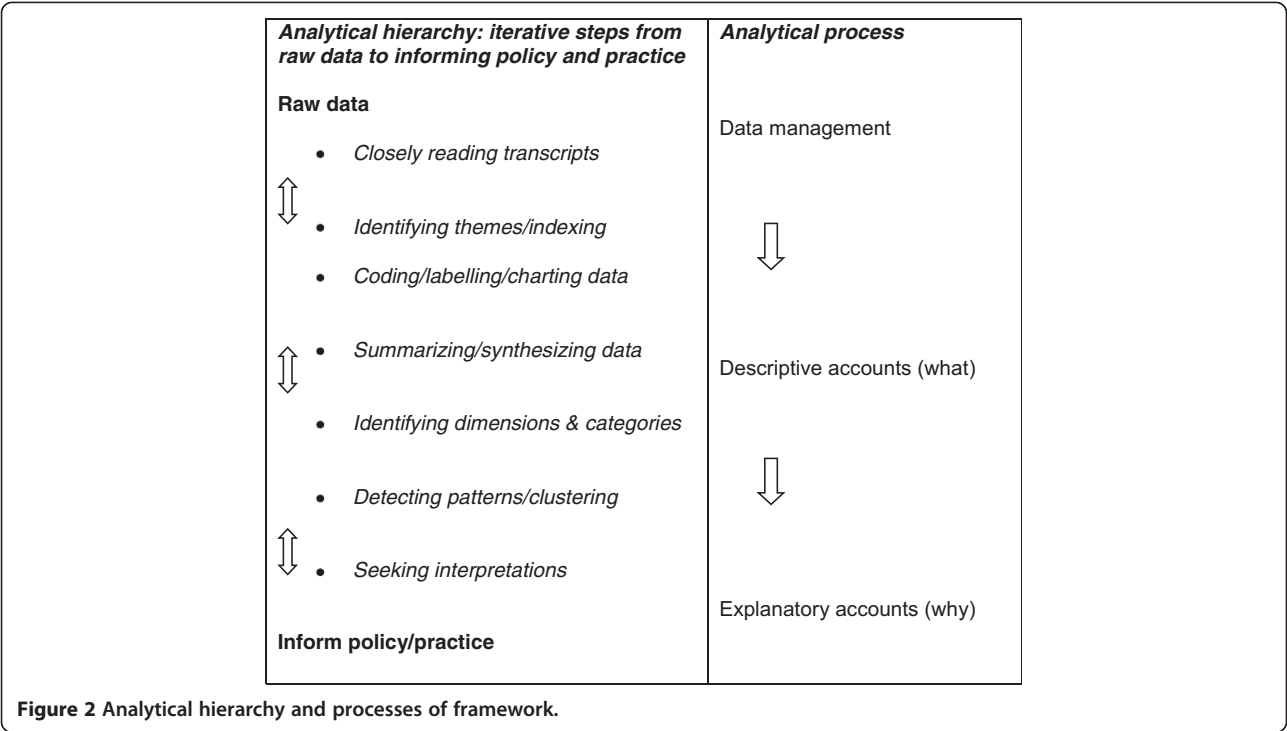 Analytical hierarchy: iterative steps from
raw data to informing policy and practice
Raw data
• Closely reading transcripts
• Identifying themes/indexing
• Coding/labelling/charting data
• Summarizing/synthesizing data
• Identifying dimensions & categories
• Detecting patterns/clustering
• Seeking interpretations
Inform policy/practice
Analytical process
Data management
Descriptive accounts (what)
Explanatory accounts (why)
Figure 2 Analytical hierarchy and processes of framework.